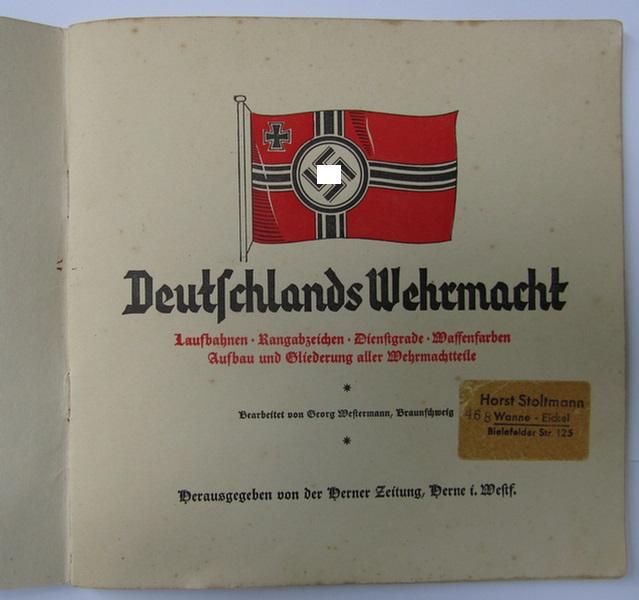 Deutschlands Wehrmacht
Laufbahnen · Rangabzeichen · Dienstgrade · Waffenfarben
Aufbau und Gliederung aller Wehrmachtteile
*
Bearbeitet von Georg Westermann, Braunschweig
*
Horst Stoltmann
468 Wanne - Eickel
Bielefelder Str. 125
Herausgegeben von der Herner Zeitung, Herne i. Westf.